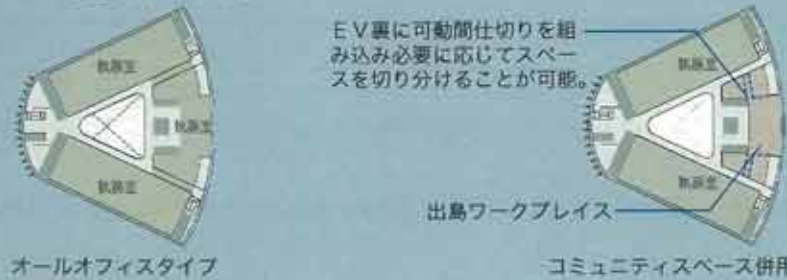 執務室
執務室
執務室
オールオフィスタイプ
EV裏に可動間仕切りを組
み込み必要に応じてスペー
スを切り分けることが可能。
執務室
執務室
出島ワークプレイス
コミュニティスペース併用